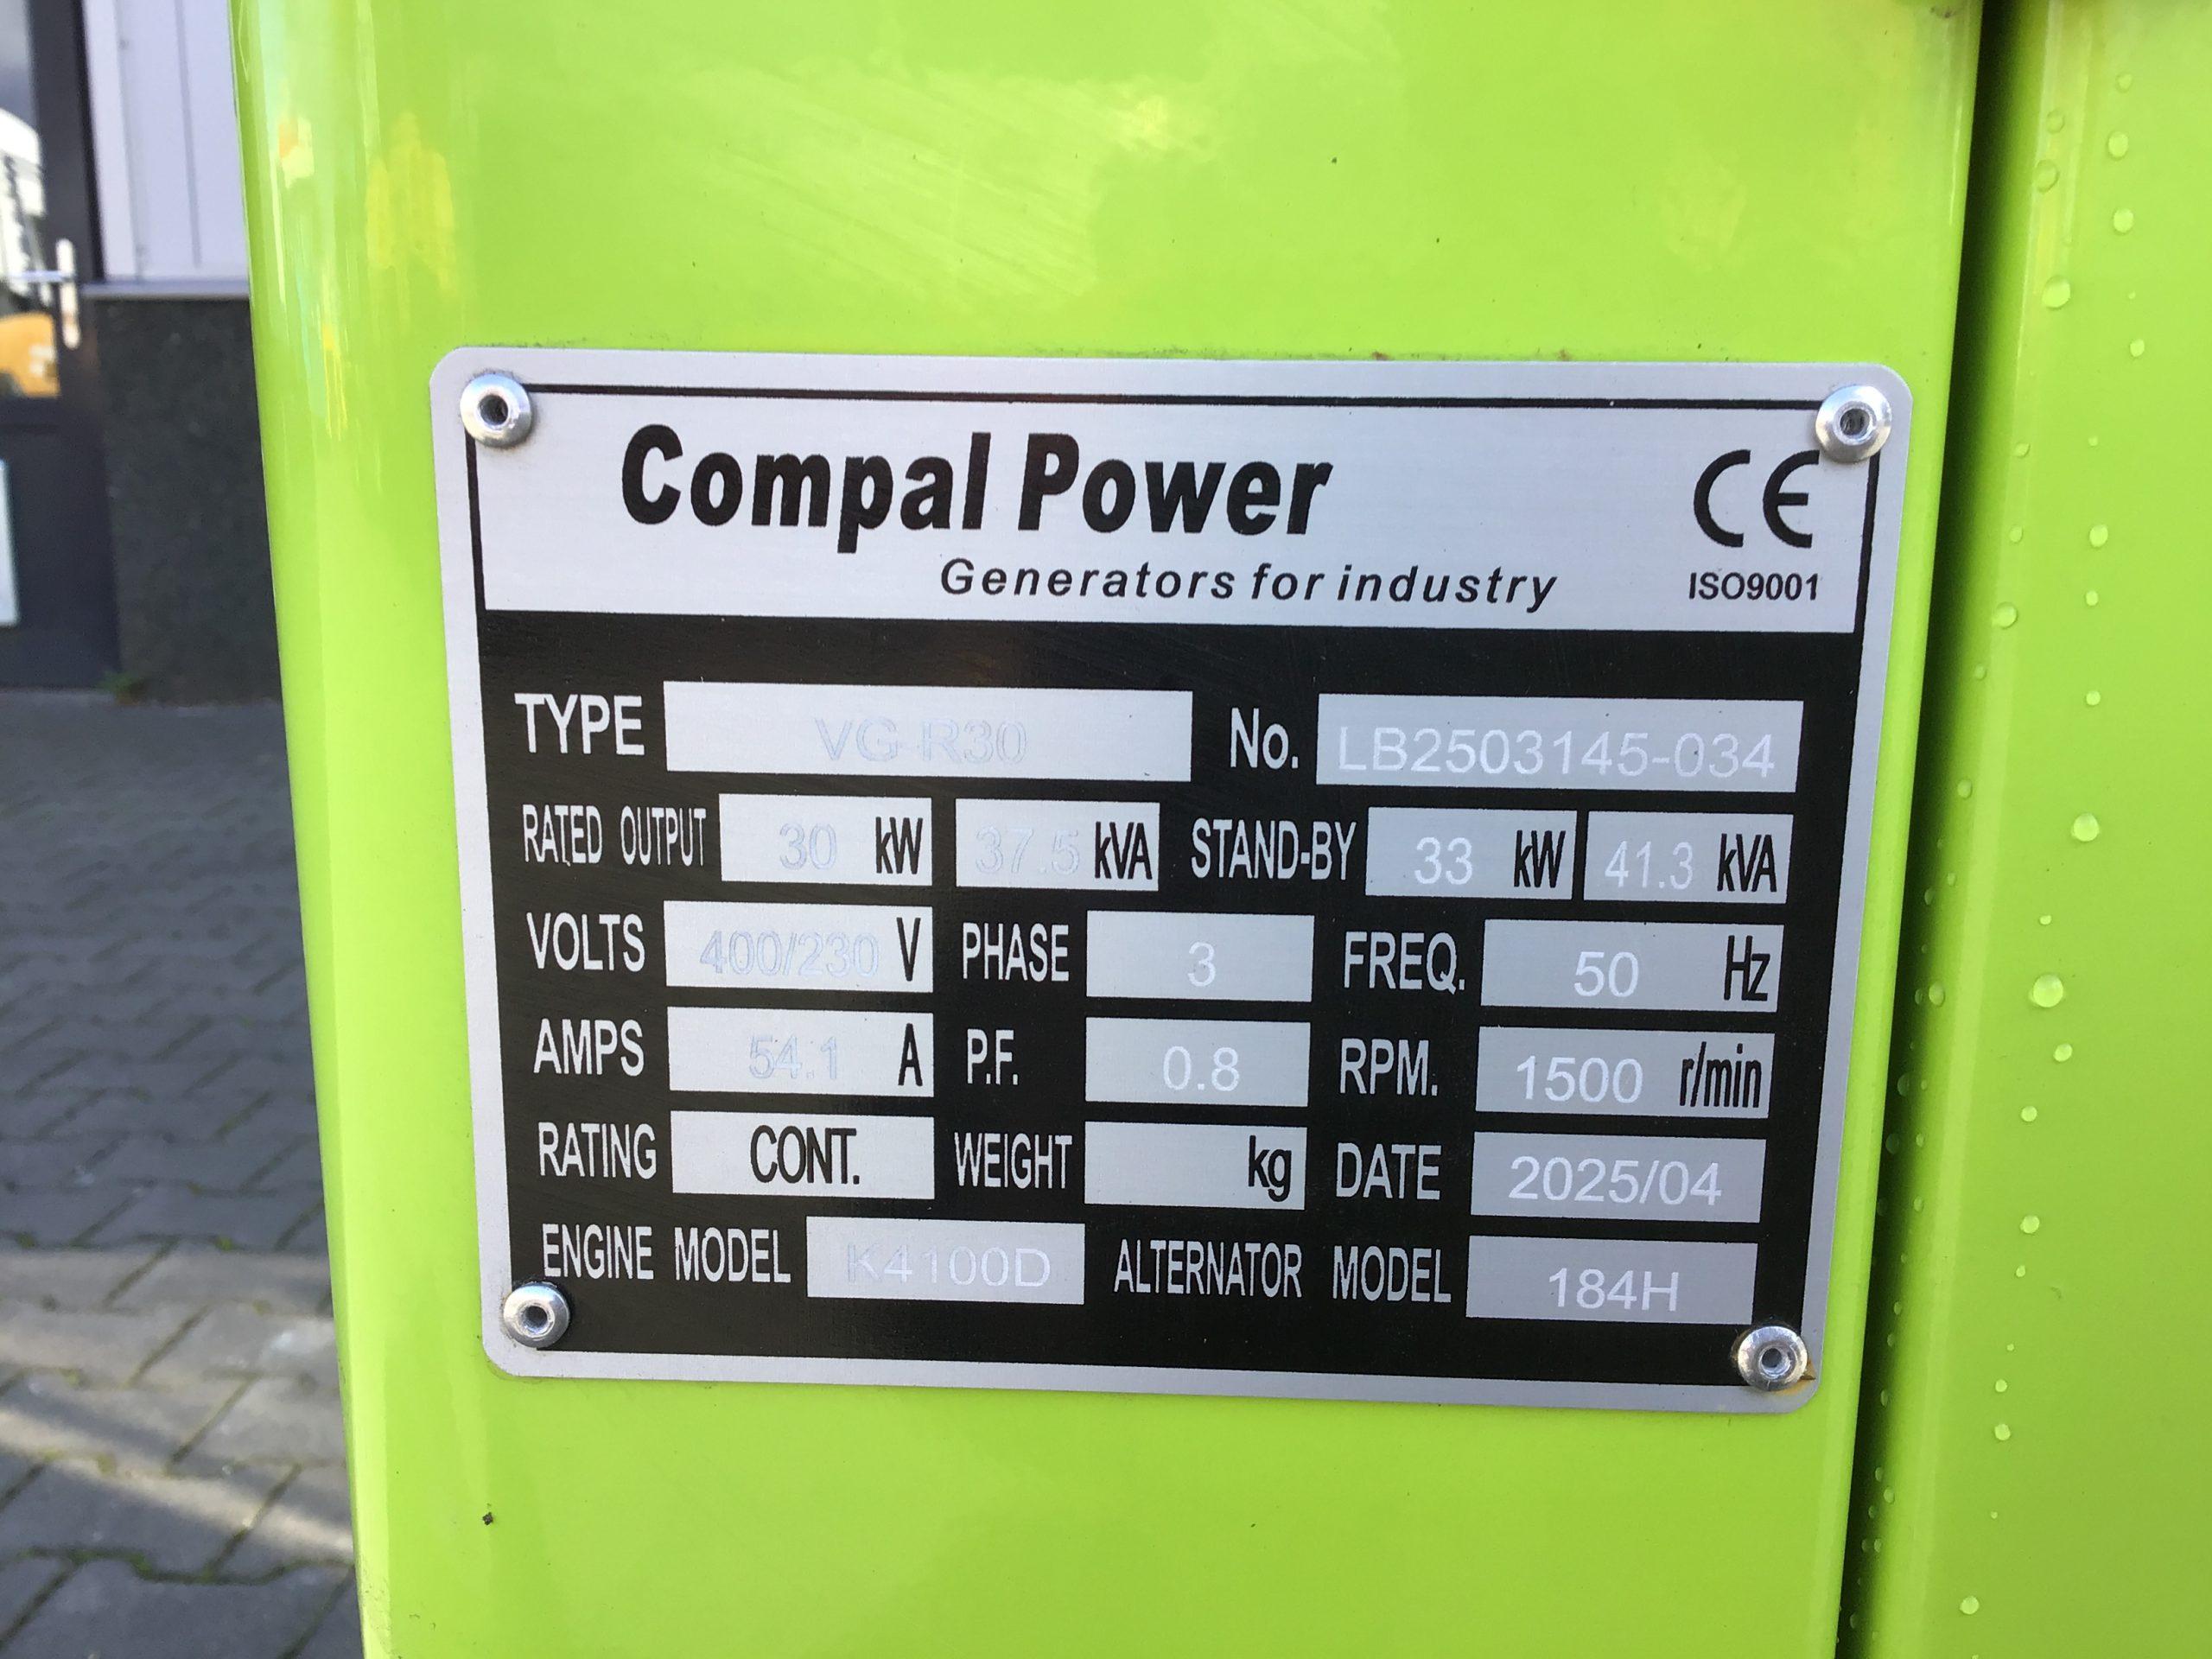 Compal Power
CE
Generators for industry
ISO9001
TYPE VG-R30 No. LB2503145-034
RATED OUTPUT 30 kW 37.5 kVA STAND-BY 33 kW 41.3 kVA
VOLTS 400/230 V PHASE 3 FREQ. 50 Hz
AMPS 54.1 A P.F. 0.8 RPM. 1500 r/min
RATING CONT. WEIGHT kg DATE 2025/04
ENGINE MODEL K4100D ALTERNATOR MODEL 184H